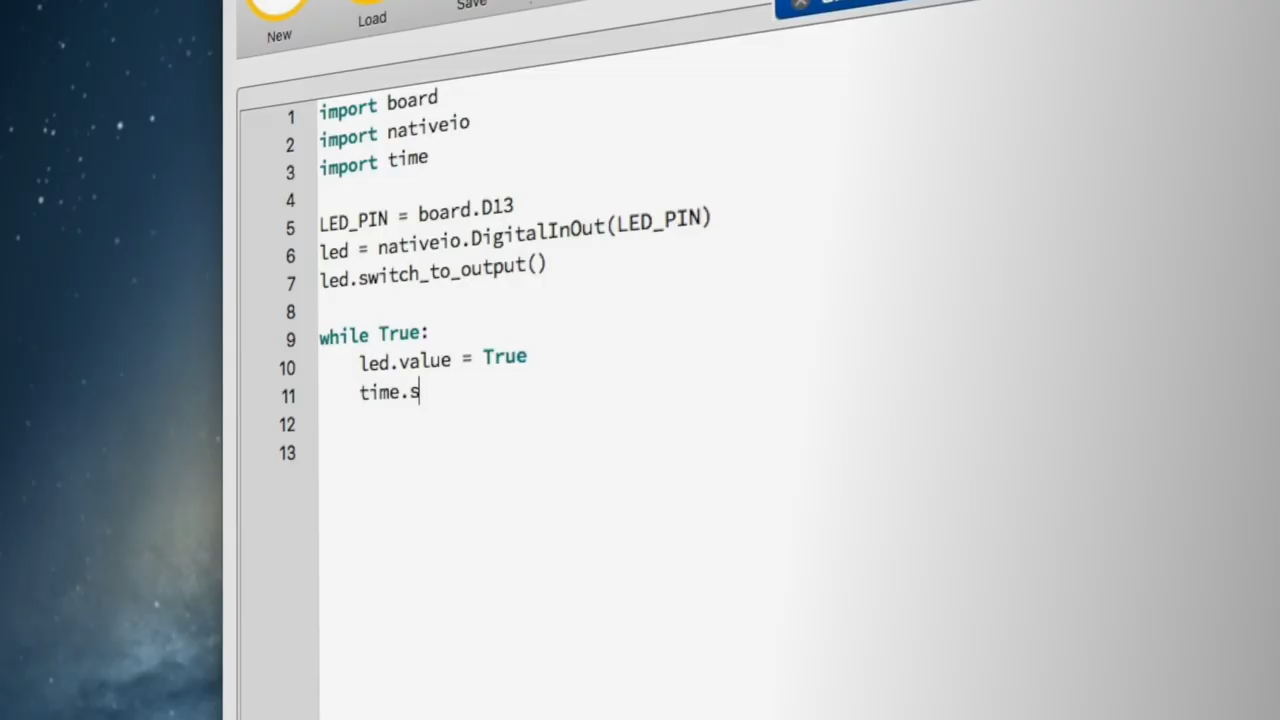 New
Load
Save
1 import board
2 import nativeio
3 import time
4
5 LED_PIN = board.D13
6 led = nativeio.DigitalInOut(LED_PIN)
7 led.switch_to_output()
8
9 while True:
10 led.value = True
11 time.s
12
13